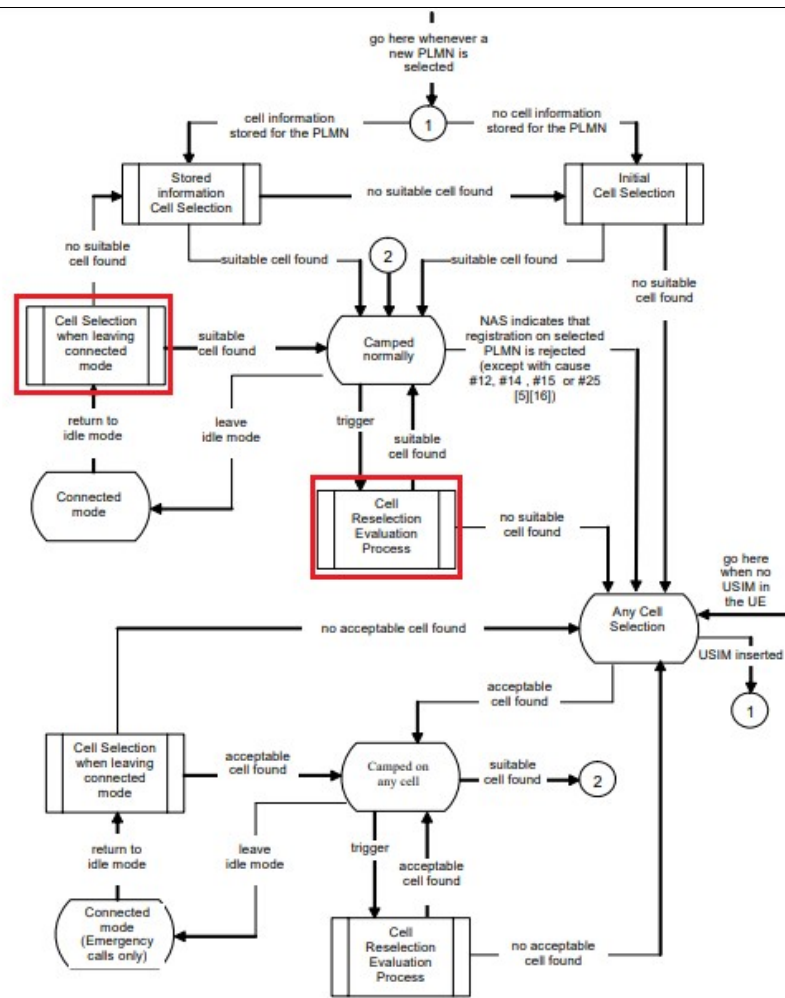 go here whenever a
new PLMN is
selected
cell information
stored for the PLMN
1
no cell information
stored for the PLMN
Stored
information
Cell Selection
no suitable cell found
Initial
Cell Selection
no suitable
cell found
suitable cell found
2
suitable cell found
no suitable
cell found
Cell Selection
when leaving
connected
mode
suitable
cell found
Camped
normally
NAS indicates that
registration on selected
PLMN is rejected
(except with cause
#12, #14 , #15 or #25
[5][16])
return to
idle mode
leave
idle mode
trigger
suitable
cell found
Connected
mode
Cell
Reselection
Evaluation
Process
no suitable
cell found
go here
when no
USIM in
the UE
Any Cell
Selection
no acceptable cell found
USIM inserted
1
acceptable
cell found
Cell Selection
when leaving
connected
mode
acceptable
cell found
Camped on
any cell
suitable
cell found
2
return to
idle mode
leave
idle mode
trigger
acceptable
cell found
Connected
mode
(Emergency
calls only)
Cell
Reselection
Evaluation
Process
no acceptable
cell found